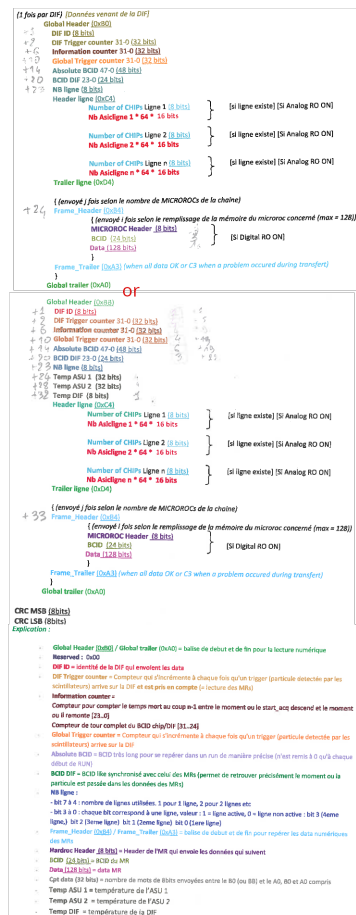 (1 fois par DIF) [Données venant de la DIF]
Global Header (0xB0)
DIF ID (8 bits)
DIF Trigger counter 31-0 (32 bits)
Information counter 31-0 (32 bits)
Global Trigger counter 31-0 (32 bits)
Absolute BCID 47-0 (48 bits)
BCID DIF 23-0 (24 bits)
NB ligne (8 bits)
Header ligne (0xC4)
Number of CHIPs Ligne 1 (8 bits)
Nb Asicligne 1 * 64 * 16 bits
[si ligne existe] [Si Analog RO ON]
Number of CHIPs Ligne 2 (8 bits)
Nb Asicligne 2 * 64 * 16 bits
[si ligne existe] [Si Analog RO ON]
Number of CHIPs Ligne n (8 bits)
Nb Asicligne n * 64 * 16 bits
[si ligne existe] [Si Analog RO ON]
Trailer ligne (0xD4)
{ (envoyé j fois selon le nombre de MICROROCs de la chaîne)
+24 Frame_Header (0xB4)
{ (envoyé i fois selon le remplissage de la mémoire du microroc concerné (max = 128))
MICROROC Header (8 bits)
BCID (24 bits)
Data (128 bits)
[Si Digital RO ON]
}
Frame_Trailer (0xA3) (when all data OK or C3 when a problem occured during transfert)
}
Global trailer (0xA0)
or
Global Header (0xBB)
+1 DIF ID (8 bits)
+2 DIF Trigger counter 31-0 (32 bits)
+6 Information counter 31-0 (32 bits)
+10 Global Trigger counter 31-0 (32 bits)
+14 Absolute BCID 47-0 (48 bits)
+20 BCID DIF 23-0 (24 bits)
+23 NB ligne (8 bits)
+24 Temp ASU 1 (32 bits)
+28 Temp ASU 2 (32 bits)
+32 Temp DIF (8 bits)
Header ligne (0xC4)
Number of CHIPs Ligne 1 (8 bits)
Nb Asicligne 1 * 64 * 16 bits
[si ligne existe] [Si Analog RO ON]
Number of CHIPs Ligne 2 (8 bits)
Nb Asicligne 2 * 64 * 16 bits
[si ligne existe] [Si Analog RO ON]
Number of CHIPs Ligne n (8 bits)
Nb Asicligne n * 64 * 16 bits
[si ligne existe] [Si Analog RO ON]
Trailer ligne (0xD4)
{ (envoyé j fois selon le nombre de MICROROCs de la chaîne)
+33 Frame_Header (0xB4)
{ (envoyé i fois selon le remplissage de la mémoire du microroc concerné (max = 128))
MICROROC Header (8 bits)
BCID (24 bits)
Data (128 bits)
[Si Digital RO ON]
}
Frame_Trailer (0xA3) (when all data OK or C3 when a problem occured during transfert)
}
Global trailer (0xA0)
CRC MSB (8bits)
CRC LSB (8bits)
Explication :
Global Header (0xB0) / Global trailer (0xA0) = balise de debut et de fin pour la lecture numérique
Reserved : 0x00
DIF ID = identité de la DIF qui envoient les data
DIF Trigger counter = Compteur qui s'incrémente à chaque fois qu'un trigger (particule detectée par les
scintillateurs) arrive sur la DIF et est pris en compte (= lecture des MRs)
Information counter =
Compteur pour compter le temps mort au coup n-1 entre le moment ou le start_acq descend et le moment
ou il remonte [23..0]
Compteur de tour complet du BCID chip/DIF [31..24]
Global Trigger counter = Compteur qui s'incrémente à chaque fois qu'un trigger (particule detectée par les
scintillateurs) arrive sur la DIF
Absolute BCID = BCID très long pour se repérer dans un run de manière précise (n'est remis à 0 qu'à chaque
début de RUN)
BCID DIF = BCID like synchronisé avec celui des MRs (permet de retrouver précisément le moment ou la
particule est passée dans les données des MRs)
NB ligne :
- bit 7 à 4 : nombre de lignes utilisées. 1 pour 1 ligne, 2 pour 2 lignes etc
- bit 3 à 0 : chaque bit correspond à une ligne, valeur : 1 = ligne active, 0 = ligne non active : bit 3 (4eme
ligne,) bit 2 (3eme ligne) bit 1 (2eme ligne) bit 0 (1ere ligne)
Frame_Header (0xB4) / Frame_Trailer (0xA3) = balise de debut et de fin pour repérer les data numériques
des MRs
Hardroc Header (8 bits) = Header de l'MR qui envoie les données qui suivent
BCID (24 bits) = BCID du MR
Data (128 bits) = data MR
Cpt data (32 bits) = nombre de mots de 8bits envoyées entre le B0 (ou BB) et le A0, B0 et A0 compris
Temp ASU 1 = température de l'ASU 1
Temp ASU 2 = température de l'ASU 2
Temp DIF = température de la DIF